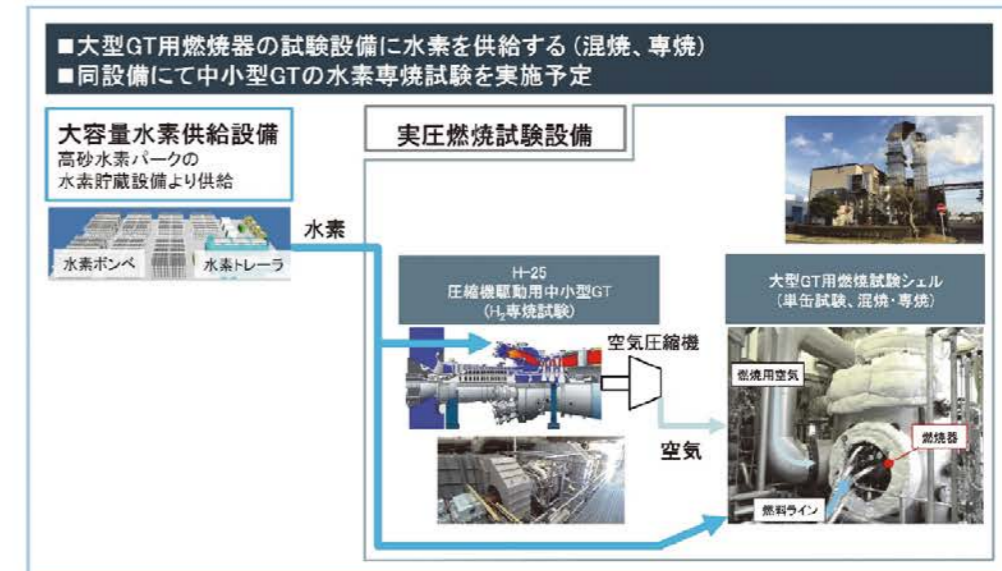 ■大型GT用燃焼器の試験設備に水素を供給する(混焼、専焼)
■同設備にて中小型GTの水素専焼試験を実施予定
大容量水素供給設備
高砂水素パークの
水素貯蔵設備より供給
実圧燃焼試験設備
水素ボンベ
水素トレーラ
水素
H-25
圧縮機駆動用中小型GT
(H₂専焼試験)
空気圧縮機
空気
大型GT用燃焼試験シェル
(単缶試験、混焼・専焼)
燃焼用空気
燃焼器
燃料ライン